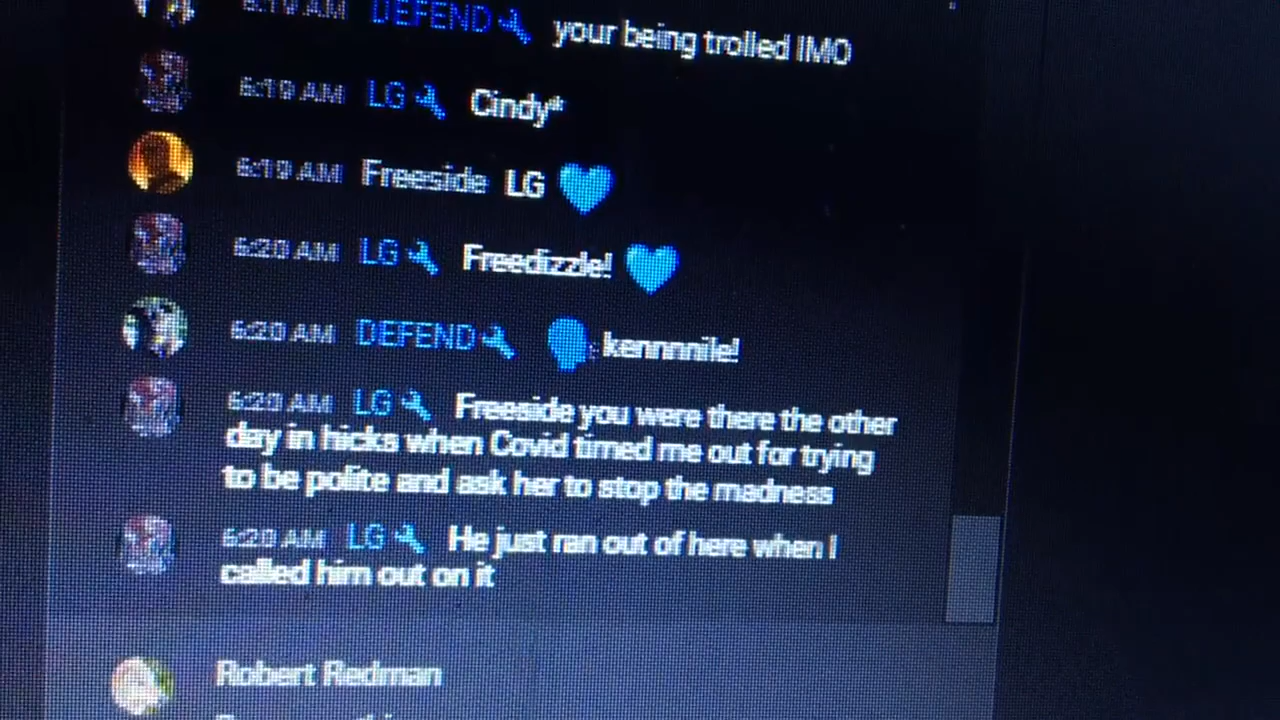 6:19 AM DEFEND your being trolled IMO
6:19 AM LG Cindy*
6:19 AM Freeside LG 💙
6:20 AM LG Freedizzle! 💙
6:20 AM DEFEND 🗣 kennnnile!
6:20 AM LG Freeside you were there the other
day in hicks when Covid timed me out for trying
to be polite and ask her to stop the madness
6:20 AM LG He just ran out of here when I
called him out on it
Robert Redman